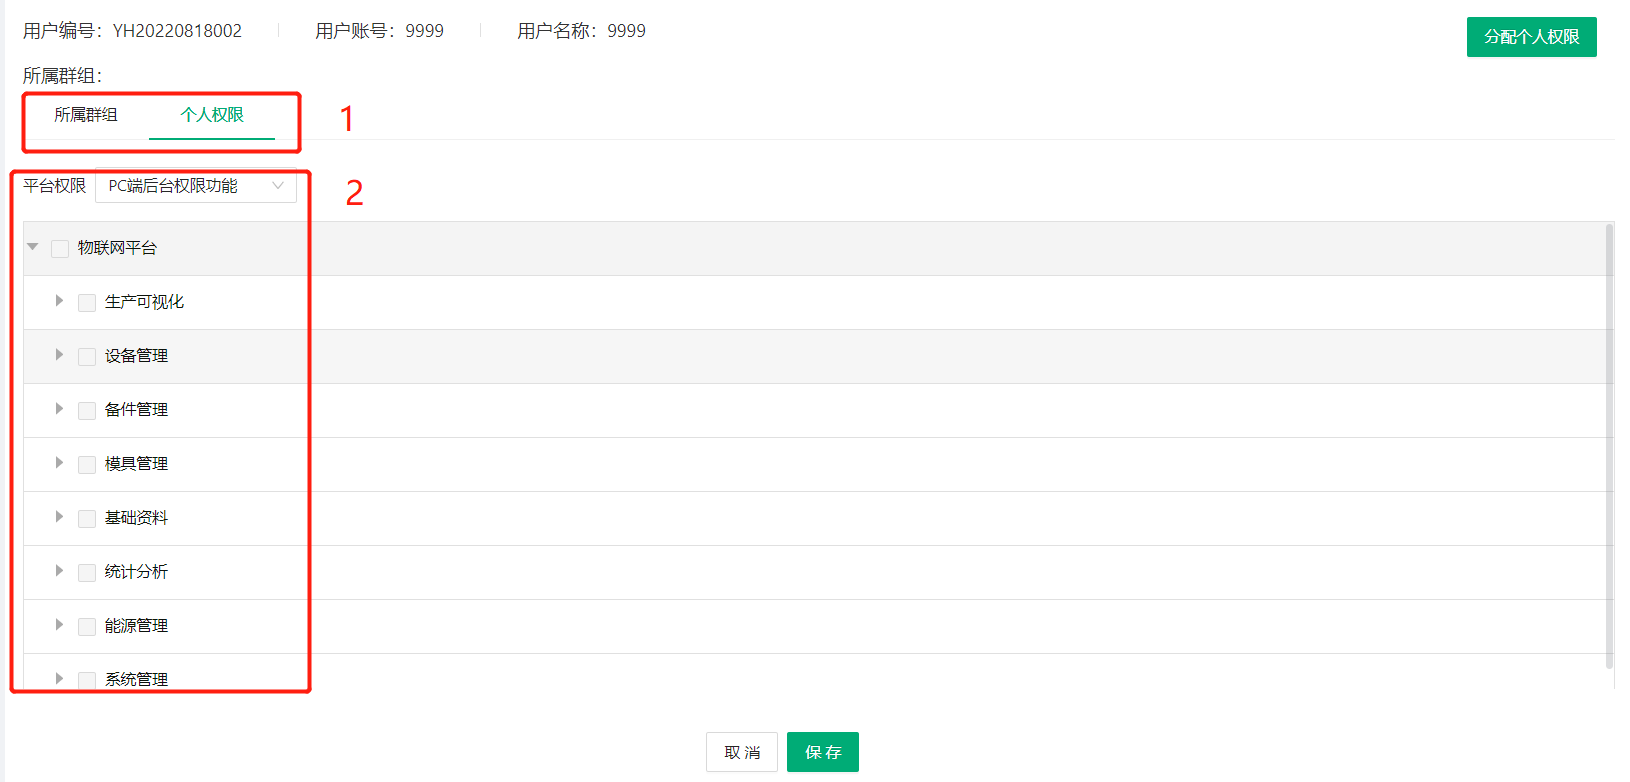 用户编号：YH20220818002 用户账号：9999 用户名称：9999
分配个人权限
所属群组：
所属群组 个人权限 1
平台权限 PC端后台权限功能 2
物联网平台
生产可视化
设备管理
备件管理
模具管理
基础资料
统计分析
能源管理
系统管理
取 消 保 存